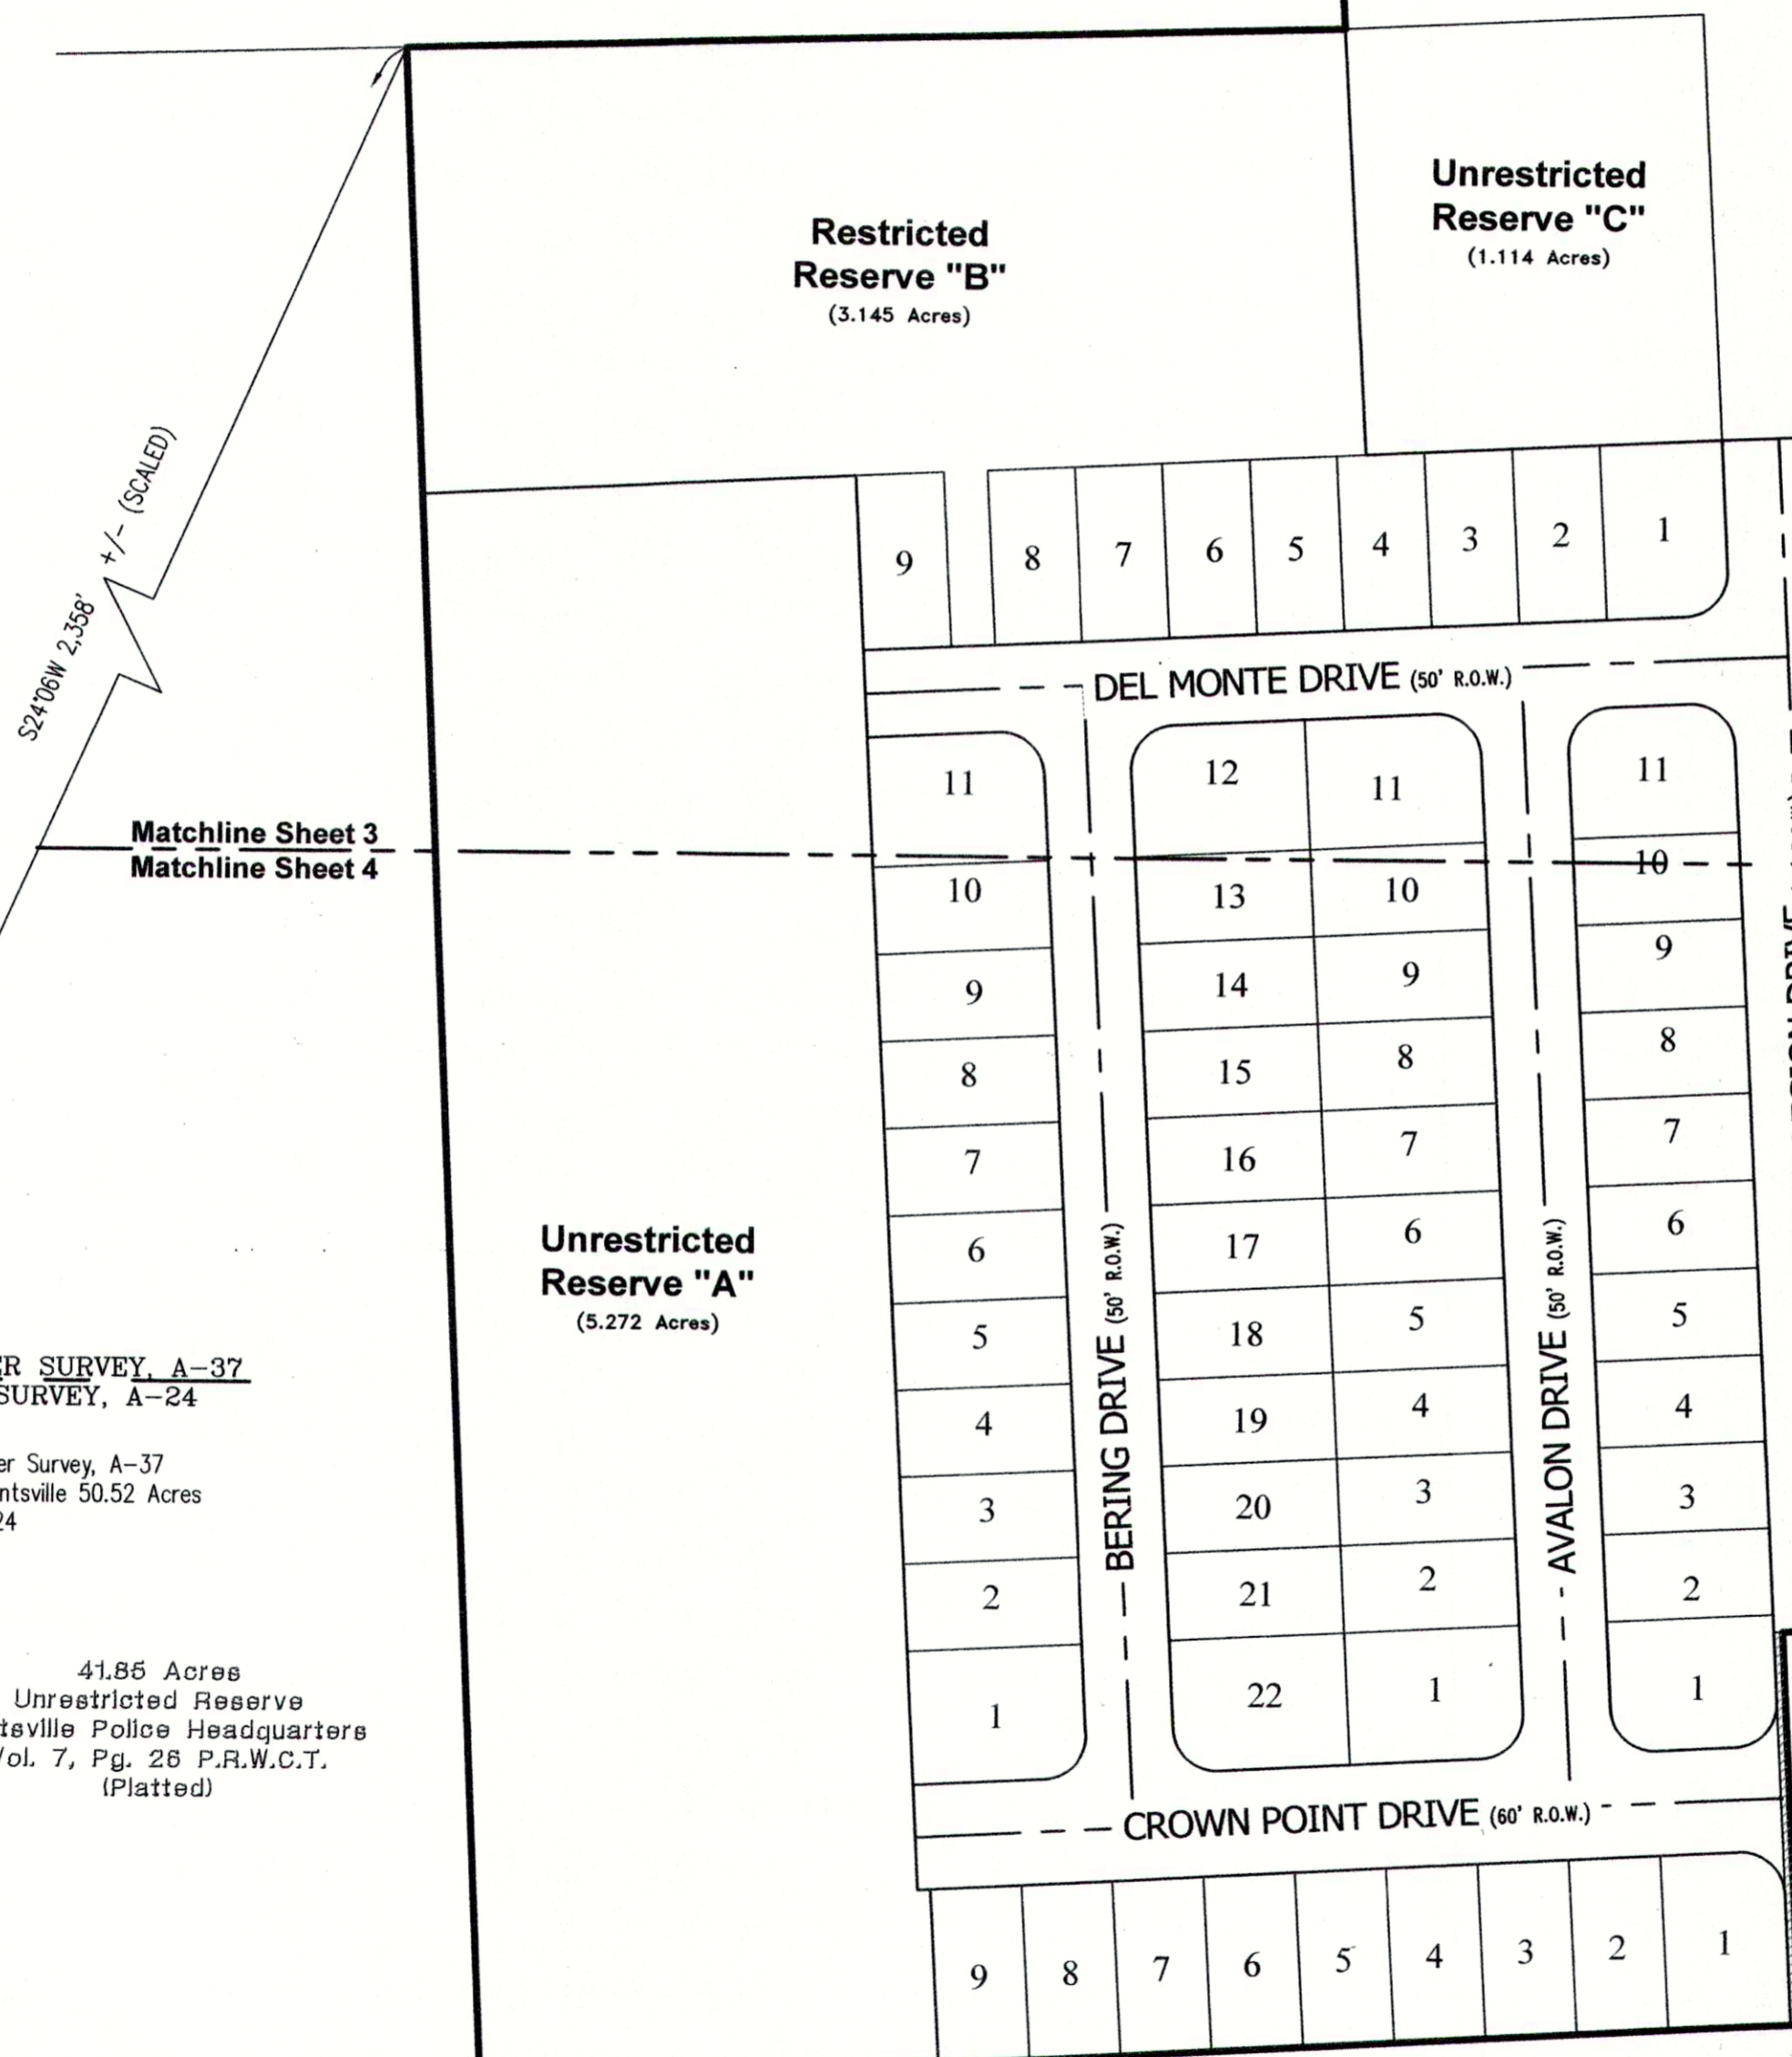 Restricted
Reserve "B"
(3.145 Acres)
Unrestricted
Reserve "C"
(1.114 Acres)
S24°06W 2,358' +/- (SCALED)
9 8 7 6 5 4 3 2 1
DEL MONTE DRIVE (50' R.O.W.)
Matchline Sheet 3
Matchline Sheet 4
11
10
9
8
7
6
5
4
3
2
1
BERING DRIVE (50' R.O.W.)
12
13
14
15
16
17
18
19
20
21
22
11
10
9
8
7
6
5
4
3
2
1
AVALON DRIVE (50' R.O.W.)
11
10
9
8
7
6
5
4
3
2
1
DRIVE
Unrestricted
Reserve "A"
(5.272 Acres)
ER SURVEY, A-37
SURVEY, A-24
er Survey, A-37
ntsville 50.52 Acres
24
41.85 Acres
Unrestricted Reserve
tsville Police Headquarters
Vol. 7, Pg. 26 P.R.W.C.T.
(Platted)
CROWN POINT DRIVE (60' R.O.W.)
9 8 7 6 5 4 3 2 1